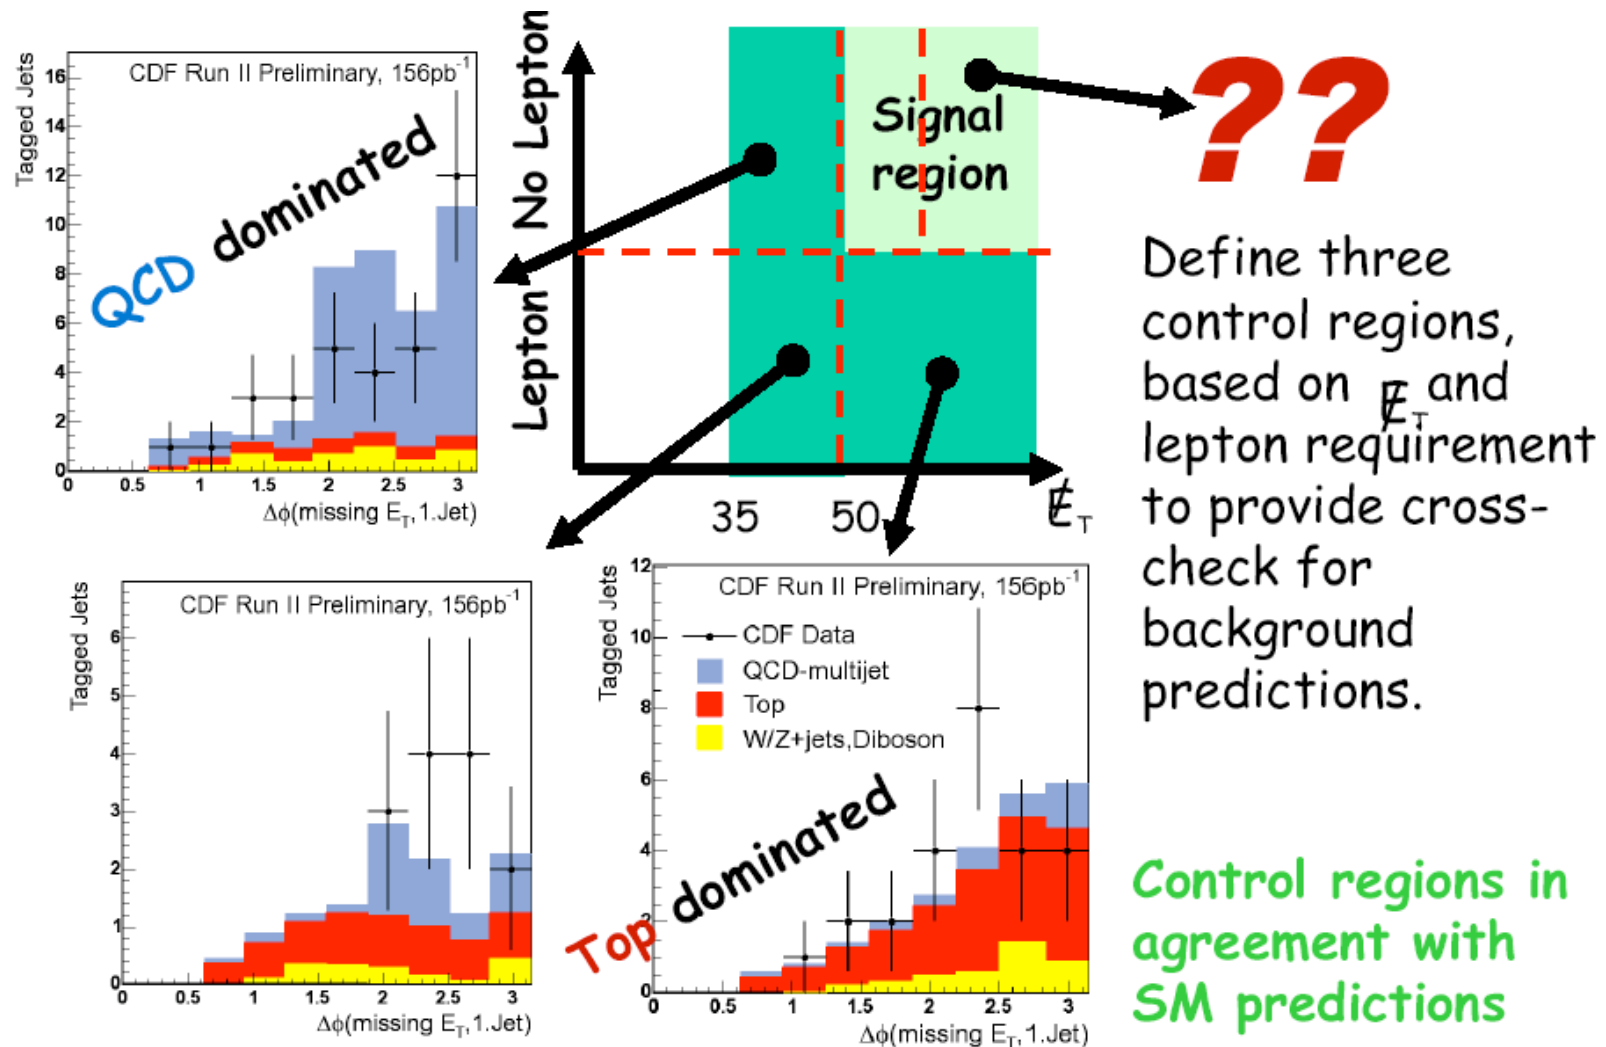 CDF Run II Preliminary, 156pb-1
Tagged Jets
16
14
12
10
8
6
4
2
0
QCD dominated
0 0.5 1 1.5 2 2.5 3
Δϕ(missing ET,1.Jet)
Lepton No Lepton
Signal
region
35 50 ET
??
Define three
control regions,
based on ET and
lepton requirement
to provide cross-
check for
background
predictions.
Control regions in
agreement with
SM predictions
CDF Run II Preliminary, 156pb-1
Tagged Jets
6
5
4
3
2
1
0
0 0.5 1 1.5 2 2.5 3
Δϕ(missing ET,1.Jet)
CDF Run II Preliminary, 156pb-1
Tagged Jets
12
10
8
6
4
2
0
CDF Data
QCD-multijet
Top
W/Z+jets,Diboson
Top dominated
0 0.5 1 1.5 2 2.5 3
Δϕ(missing ET,1.Jet)